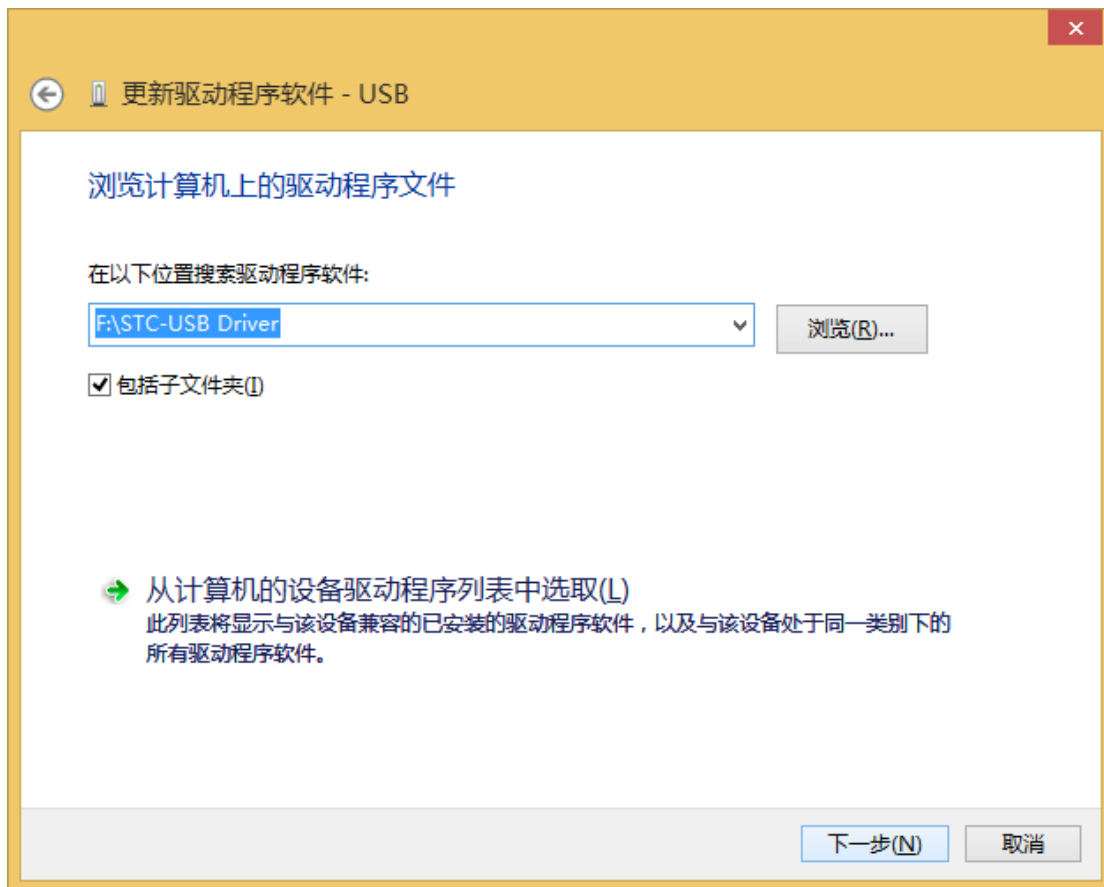 更新驱动程序软件 - USB
浏览计算机上的驱动程序文件
在以下位置搜索驱动程序软件:
F:\STC-USB Driver
浏览(R)...
包括子文件夹(I)
从计算机的设备驱动程序列表中选取(L)
此列表将显示与该设备兼容的已安装的驱动程序软件，以及与该设备处于同一类别下的
所有驱动程序软件。
下一步(N)
取消